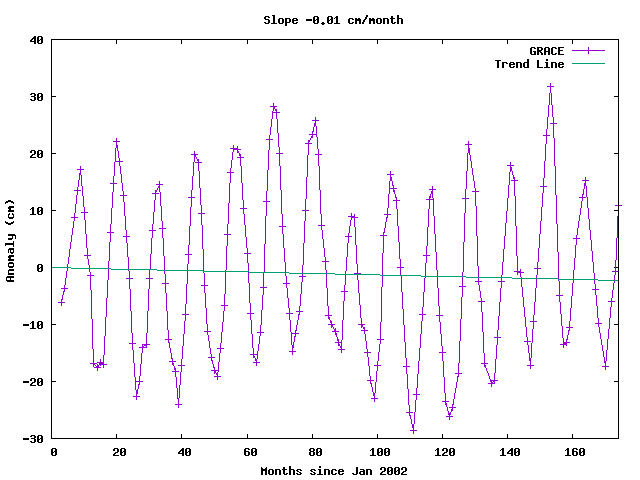 Slope -0.01 cm/month
40
GRACE
Trend Line
30
20
10
0
-10
-20
-30
Anomaly (cm)
0 20 40 60 80 100 120 140 160
Months since Jan 2002